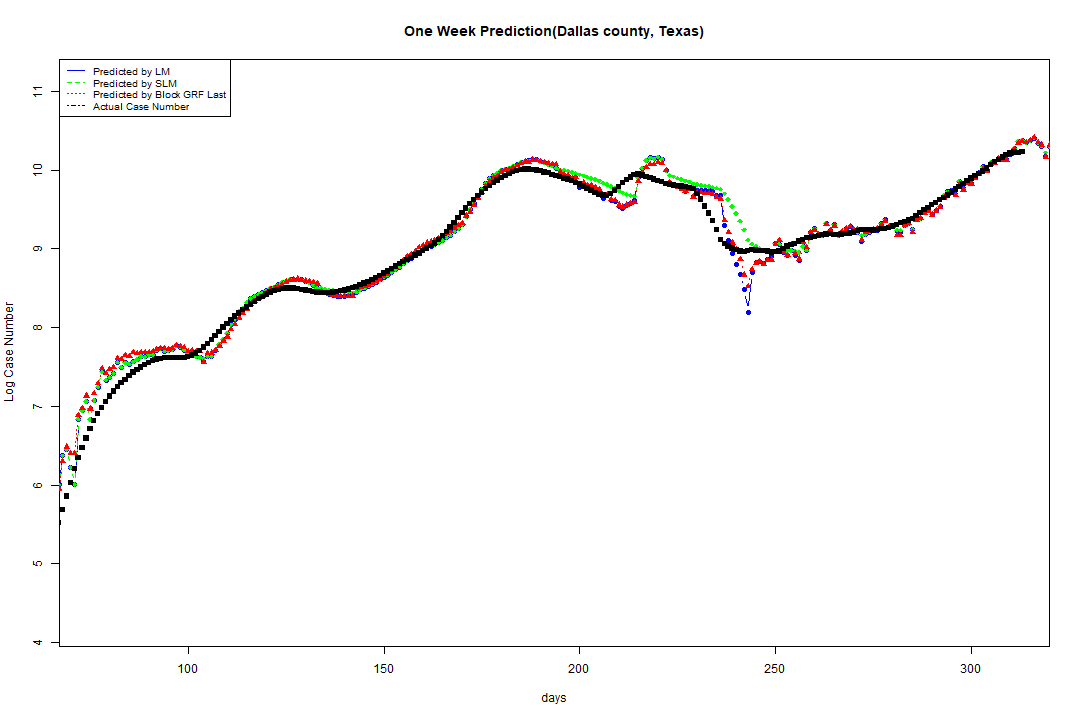 One Week Prediction(Dallas county, Texas)
Predicted by LM
Predicted by SLM
Predicted by Block GRF Last
Actual Case Number
11
10
9
8
7
6
5
4
Log Case Number
100 150 200 250 300
days